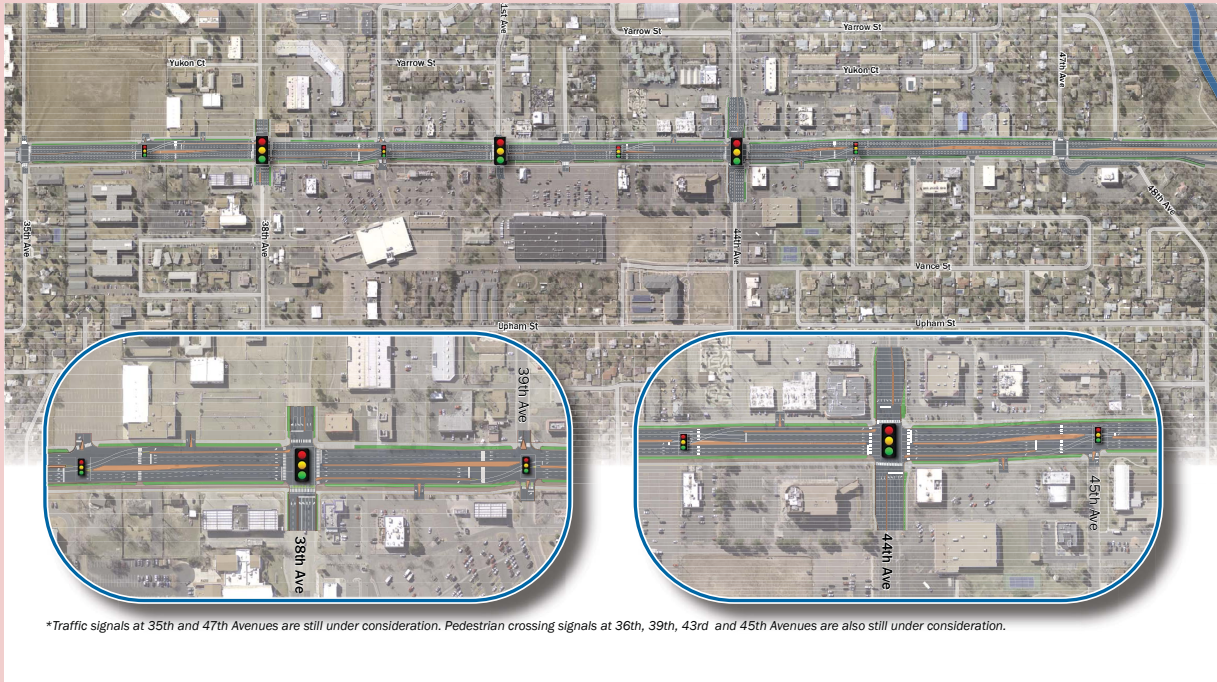 Yarrow St
Yarrow St
Yukon Ct
Yarrow St
Yukon Ct
47th Ave
35th Ave
38th Ave
44th Ave
48th Ave
Vance St
Upham St
Upham St
39th Ave
38th Ave
45th Ave
44th Ave
*Traffic signals at 35th and 47th Avenues are still under consideration. Pedestrian crossing signals at 36th, 39th, 43rd and 45th Avenues are also still under consideration.